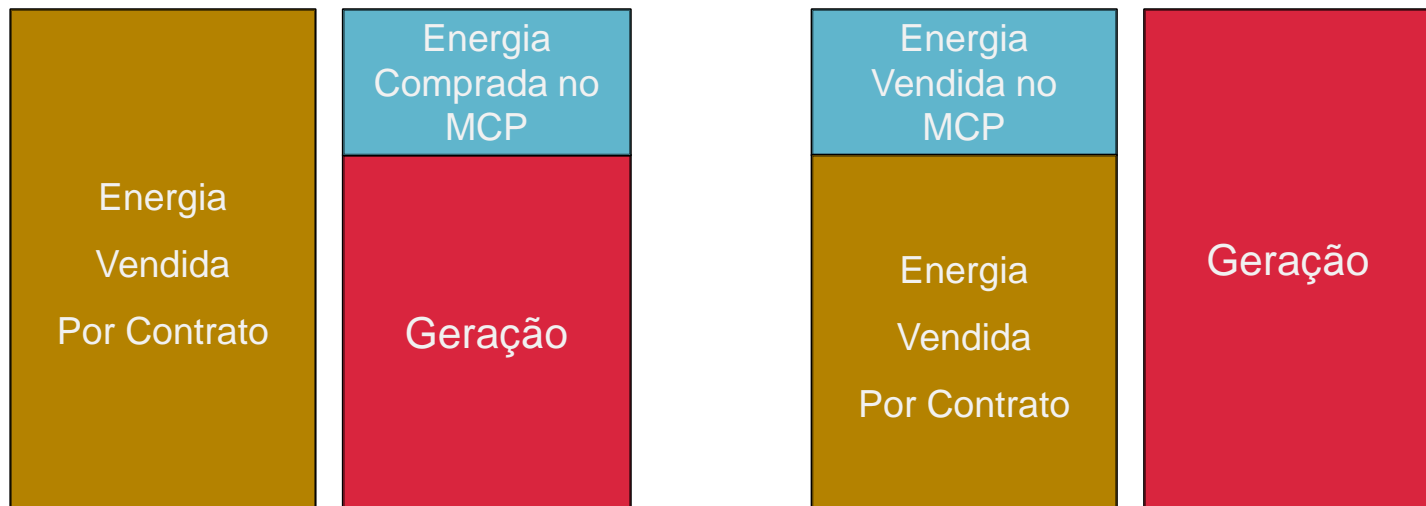 Energia
Vendida
Por Contrato
Energia
Comprada no
MCP
Geração
Energia
Vendida no
MCP
Energia
Vendida
Por Contrato
Geração